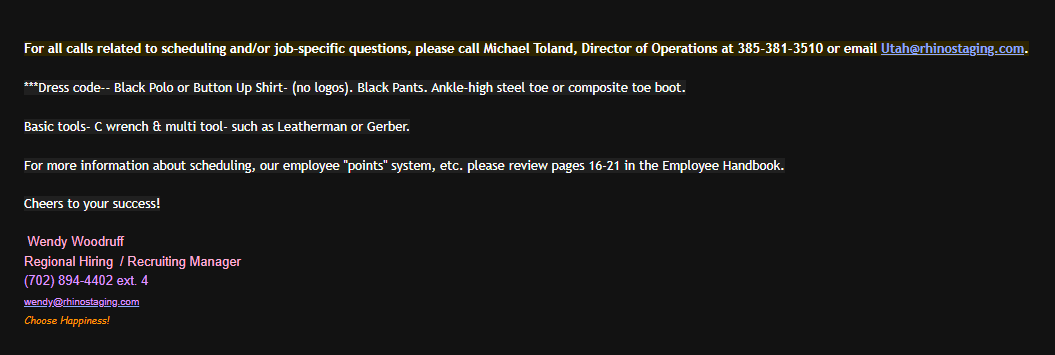 For all calls related to scheduling and/or job-specific questions, please call Michael Toland, Director of Operations at 385-381-3510 or email Utah@rhinostaging.com.
***Dress code-- Black Polo or Button Up Shirt- (no logos). Black Pants. Ankle-high steel toe or composite toe boot.
Basic tools- C wrench & multi tool- such as Leatherman or Gerber.
For more information about scheduling, our employee "points" system, etc. please review pages 16-21 in the Employee Handbook.
Cheers to your success!
Wendy Woodruff
Regional Hiring / Recruiting Manager
(702) 894-4402 ext. 4
wendy@rhinostaging.com
Choose Happiness!